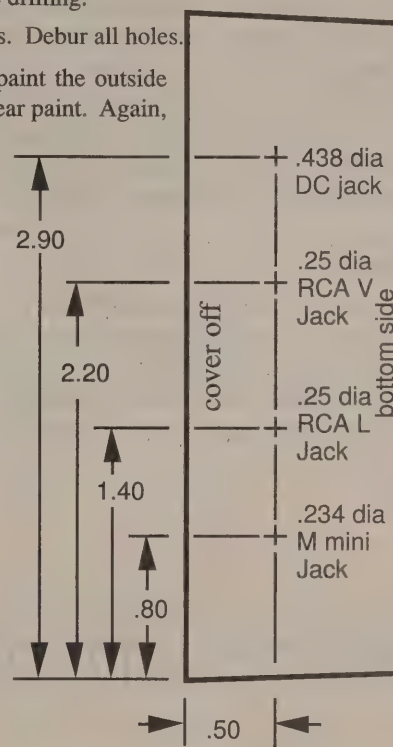 drilling.
s. Debur all holes.
paint the outside
ear paint. Again,
.438 dia
DC jack
2.90
.25 dia
RCA V
Jack
2.20
cover off
bottom side
.25 dia
RCA L
Jack
1.40
.234 dia
M mini
Jack
.80
.50